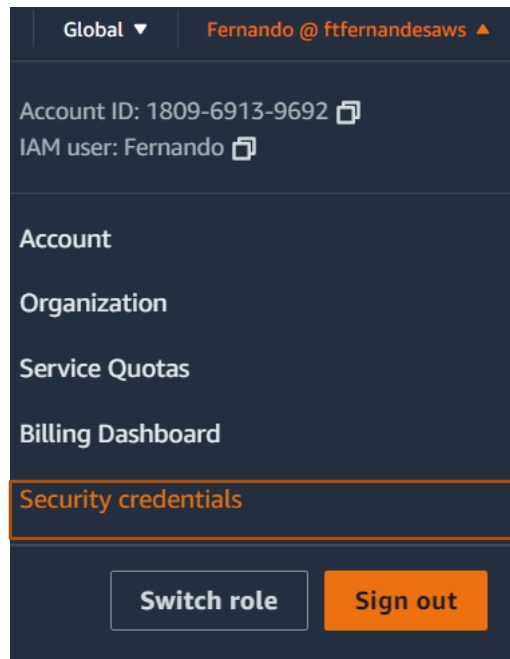 Global ▼ Fernando @ ftfernandesaws ▲
Account ID: 1809-6913-9692
IAM user: Fernando
Account
Organization
Service Quotas
Billing Dashboard
Security credentials
Switch role Sign out